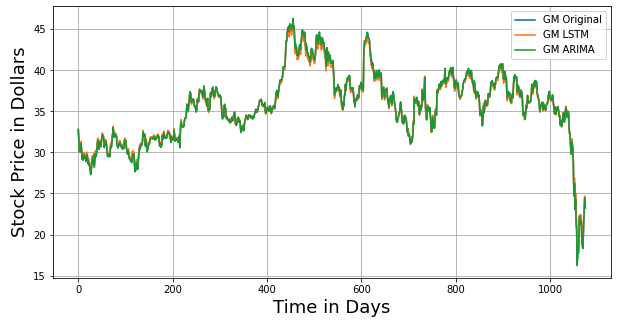 GM Original
GM LSTM
GM ARIMA
Stock Price in Dollars
45
40
35
30
25
20
15
0 200 400 600 800 1000
Time in Days